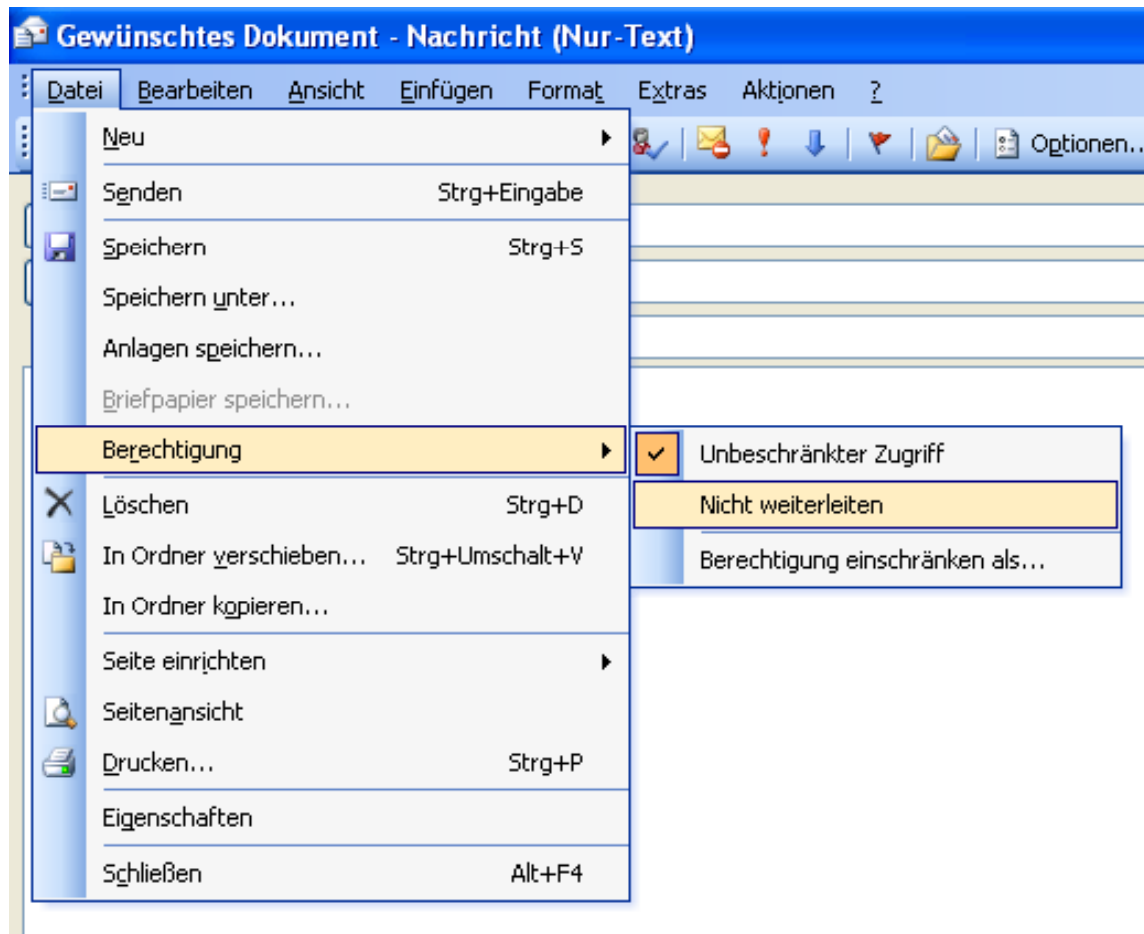 Gewünschtes Dokument - Nachricht (Nur-Text)
Datei Bearbeiten Ansicht Einfügen Format Extras Aktionen ?
Optionen...
Neu
Senden Strg+Eingabe
Speichern Strg+S
Speichern unter...
Anlagen speichern...
Briefpapier speichern...
Berechtigung
Unbeschränkter Zugriff
Löschen Strg+D
Nicht weiterleiten
In Ordner verschieben... Strg+Umschalt+V
Berechtigung einschränken als...
In Ordner kopieren...
Seite einrichten
Seitenansicht
Drucken... Strg+P
Eigenschaften
Schließen Alt+F4